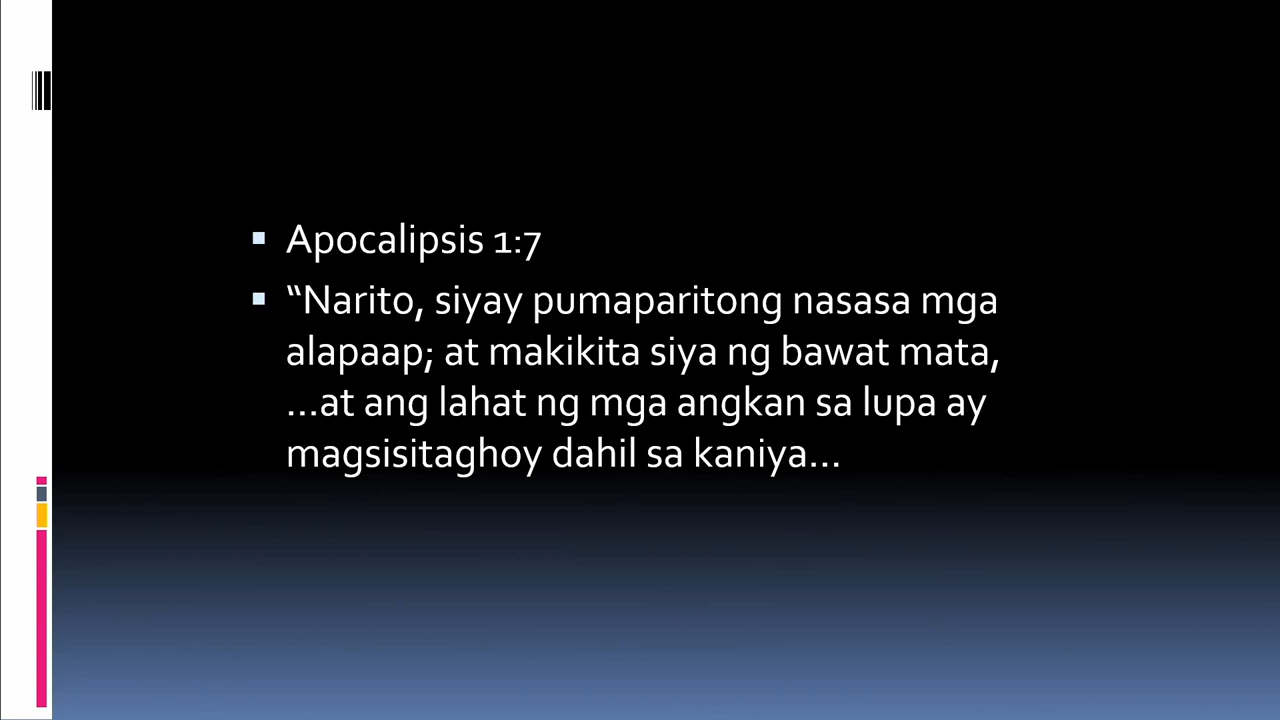 Apocalipsis 1:7
“Narito, siyay pumaparitong nasasa mga
alapaap; at makikita siya ng bawat mata,
...at ang lahat ng mga angkan sa lupa ay
magsisitaghoy dahil sa kaniya...